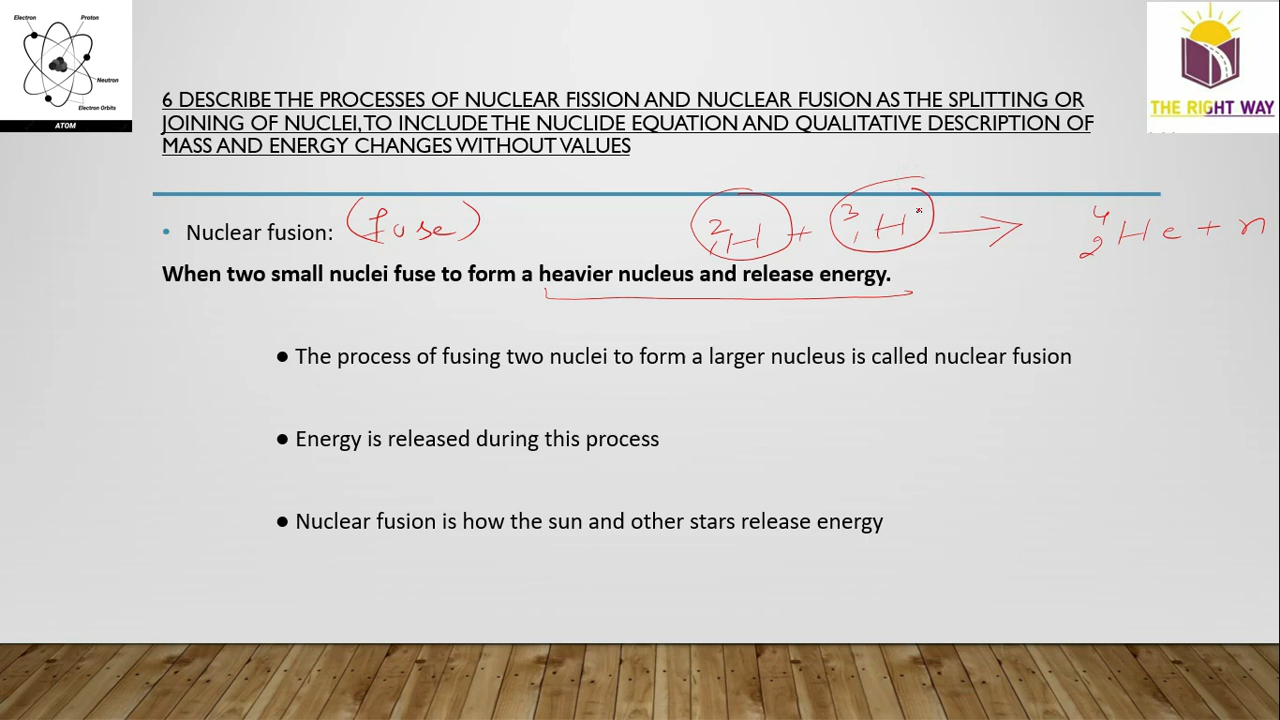 Electron
Proton
Neutron
Electron Orbits
ATOM
THE RIGHT WAY
6 DESCRIBE THE PROCESSES OF NUCLEAR FISSION AND NUCLEAR FUSION AS THE SPLITTING OR
JOINING OF NUCLEI, TO INCLUDE THE NUCLIDE EQUATION AND QUALITATIVE DESCRIPTION OF
MASS AND ENERGY CHANGES WITHOUT VALUES
• Nuclear fusion: (fuse) ²₁H + ³₁H → ⁴₂He + n
When two small nuclei fuse to form a heavier nucleus and release energy.
● The process of fusing two nuclei to form a larger nucleus is called nuclear fusion
● Energy is released during this process
● Nuclear fusion is how the sun and other stars release energy